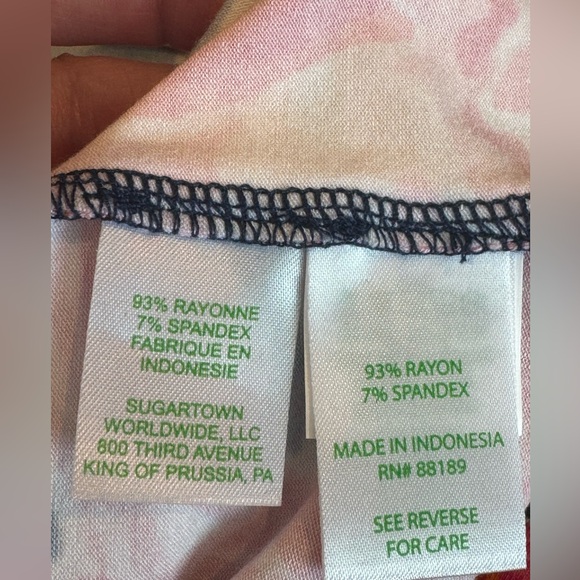 93% RAYONNE
7% SPANDEX
FABRIQUE EN
INDONESIE
SUGARTOWN
WORLDWIDE, LLC
800 THIRD AVENUE
KING OF PRUSSIA, PA
93% RAYON
7% SPANDEX
MADE IN INDONESIA
RN# 88189
SEE REVERSE
FOR CARE